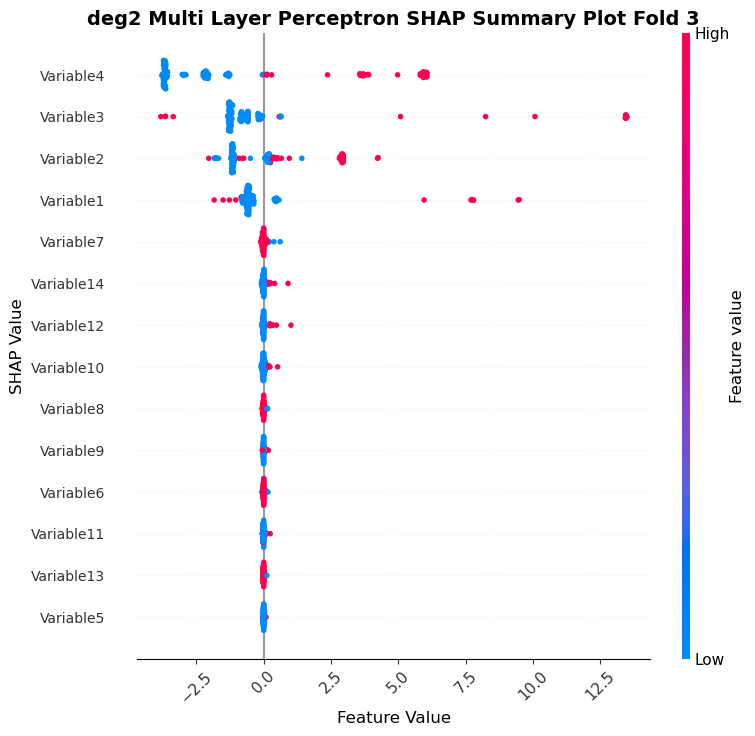 deg2 Multi Layer Perceptron SHAP Summary Plot Fold 3
High
Variable4
Variable3
Variable2
Variable1
Variable7
Variable14
Variable12
Variable10
Variable8
Variable9
Variable6
Variable11
Variable13
Variable5
SHAP Value
Feature value
Low
−2.5
0.0
2.5
5.0
7.5
10.0
12.5
Feature Value